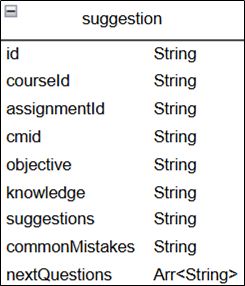 suggestion
id String
courseId String
assignmentId String
cmid String
objective String
knowledge String
suggestions String
commonMistakes String
nextQuestions Arr<String>